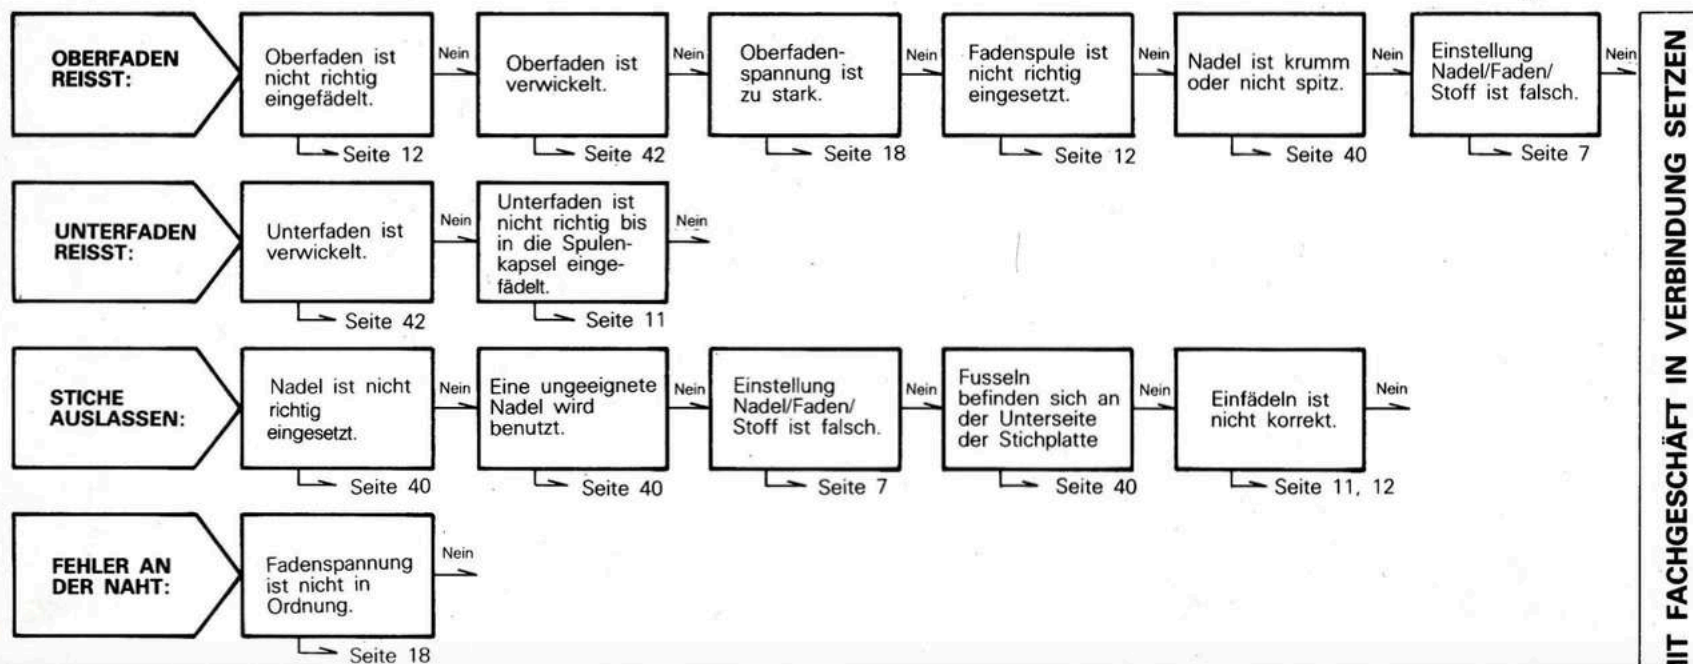 OBERFADEN
REISST:
Oberfaden ist
nicht richtig
eingefädelt.
Nein
Seite 12
Oberfaden ist
verwickelt.
Nein
Seite 42
Oberfaden-
spannung ist
zu stark.
Nein
Seite 18
Fadenspule ist
nicht richtig
eingesetzt.
Nein
Seite 12
Nadel ist krumm
oder nicht spitz.
Nein
Seite 40
Einstellung
Nadel/Faden/
Stoff ist falsch.
Nein
Seite 7
UNTERFADEN
REISST:
Unterfaden ist
verwickelt.
Nein
Seite 42
Unterfaden ist
nicht richtig bis
in die Spulen-
kapsel einge-
fädelt.
Nein
Seite 11
STICHE
AUSLASSEN:
Nadel ist nicht
richtig
eingesetzt.
Nein
Seite 40
Eine ungeeignete
Nadel wird
benutzt.
Nein
Seite 40
Einstellung
Nadel/Faden/
Stoff ist falsch.
Nein
Seite 7
Fusseln
befinden sich an
der Unterseite
der Stichplatte
Nein
Seite 40
Einfädeln ist
nicht korrekt.
Nein
Seite 11, 12
FEHLER AN
DER NAHT:
Fadenspannung
ist nicht in
Ordnung.
Nein
Seite 18
FACHGESCHÄFT IN VERBINDUNG SETZEN